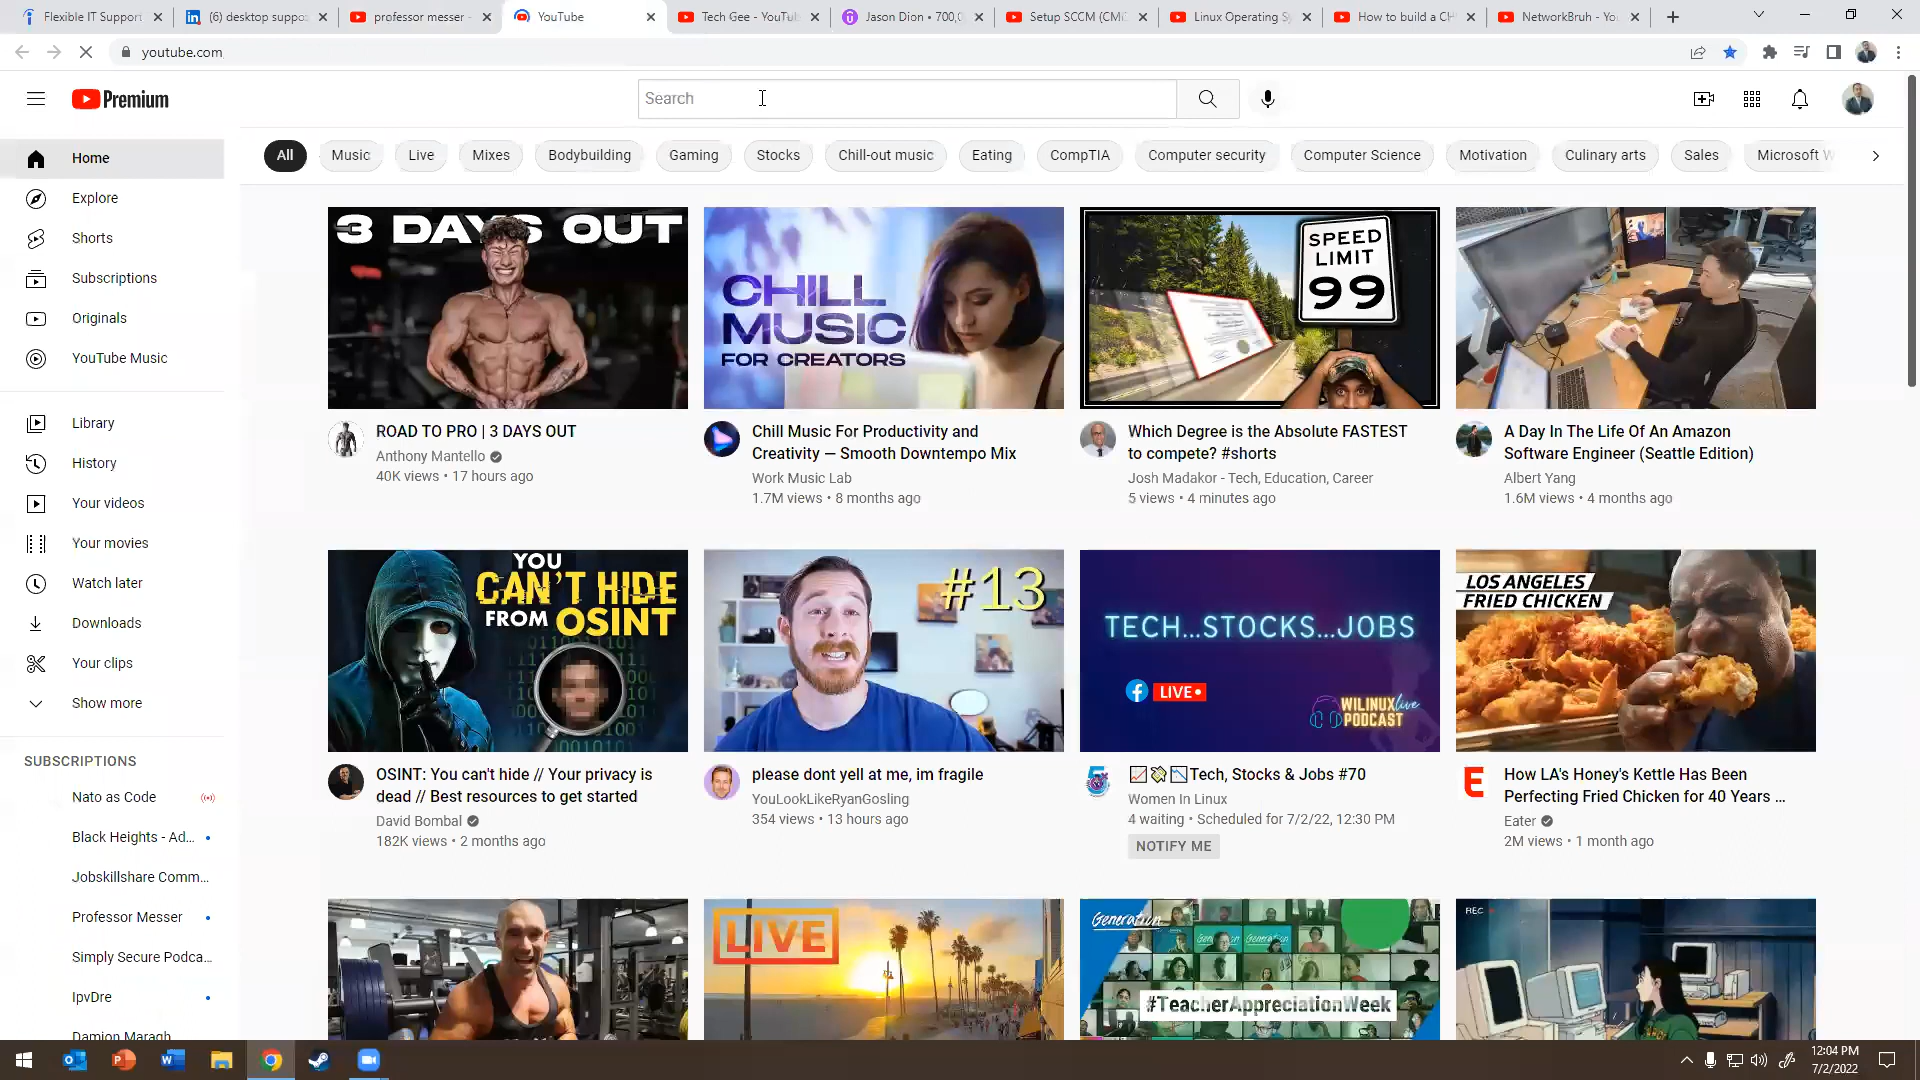 Flexible IT Support
(6) desktop suppo
professor messer -
YouTube
Tech Gee - YouTub
Jason Dion • 700,0
Setup SCCM (CM
Linux Operating Sy
How to build a CH
NetworkBruh - Yo
youtube.com
Premium
Search
All
Music
Live
Mixes
Bodybuilding
Gaming
Stocks
Chill-out music
Eating
CompTIA
Computer security
Computer Science
Motivation
Culinary arts
Sales
Microsoft W
Home
Explore
Shorts
Subscriptions
Originals
YouTube Music
Library
History
Your videos
Your movies
Watch later
Downloads
Your clips
Show more
SUBSCRIPTIONS
Nato as Code
Black Heights - Ad...
Jobskillshare Comm...
Professor Messer
Simply Secure Podca...
IpvDre
Damion Maragh
3 DAYS OUT
ROAD TO PRO | 3 DAYS OUT
Anthony Mantello
40K views • 17 hours ago
CHILL
MUSIC
FOR CREATORS
Chill Music For Productivity and
Creativity — Smooth Downtempo Mix
Work Music Lab
1.7M views • 8 months ago
SPEED
LIMIT
99
Which Degree is the Absolute FASTEST
to compete? #shorts
Josh Madakor - Tech, Education, Career
5 views • 4 minutes ago
A Day In The Life Of An Amazon
Software Engineer (Seattle Edition)
Albert Yang
1.6M views • 4 months ago
YOU
CAN'T HIDE
FROM OSINT
OSINT: You can't hide // Your privacy is
dead // Best resources to get started
David Bombal
182K views • 2 months ago
#13
please dont yell at me, im fragile
YouLookLikeRyanGosling
354 views • 13 hours ago
TECH...STOCKS...JOBS
LIVE
WILINUX live
PODCAST
📈💸📉Tech, Stocks & Jobs #70
Women In Linux
4 waiting • Scheduled for 7/2/22, 12:30 PM
NOTIFY ME
LOS ANGELES
FRIED CHICKEN
How LA's Honey's Kettle Has Been
Perfecting Fried Chicken for 40 Years ...
Eater
2M views • 1 month ago
LIVE
Generation
#TeacherAppreciationWeek
REC
12:04 PM
7/2/2022